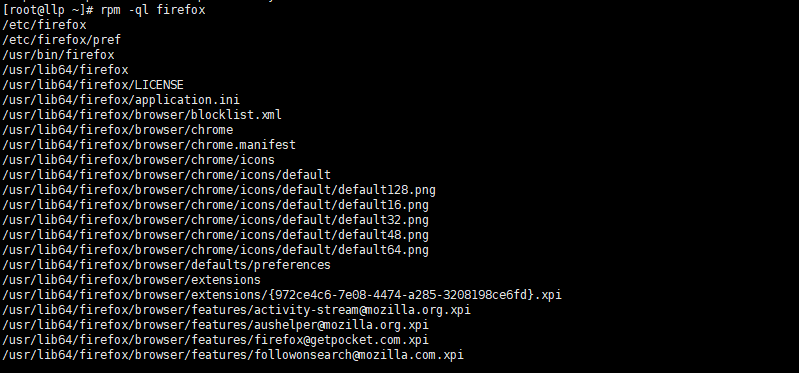 [root@llp ~]# rpm -ql firefox
/etc/firefox
/etc/firefox/pref
/usr/bin/firefox
/usr/lib64/firefox
/usr/lib64/firefox/LICENSE
/usr/lib64/firefox/application.ini
/usr/lib64/firefox/browser/blocklist.xml
/usr/lib64/firefox/browser/chrome
/usr/lib64/firefox/browser/chrome.manifest
/usr/lib64/firefox/browser/chrome/icons
/usr/lib64/firefox/browser/chrome/icons/default
/usr/lib64/firefox/browser/chrome/icons/default/default128.png
/usr/lib64/firefox/browser/chrome/icons/default/default16.png
/usr/lib64/firefox/browser/chrome/icons/default/default32.png
/usr/lib64/firefox/browser/chrome/icons/default/default48.png
/usr/lib64/firefox/browser/chrome/icons/default/default64.png
/usr/lib64/firefox/browser/defaults/preferences
/usr/lib64/firefox/browser/extensions
/usr/lib64/firefox/browser/extensions/{972ce4c6-7e08-4474-a285-3208198ce6fd}.xpi
/usr/lib64/firefox/browser/features/activity-stream@mozilla.org.xpi
/usr/lib64/firefox/browser/features/aushelper@mozilla.org.xpi
/usr/lib64/firefox/browser/features/firefox@getpocket.com.xpi
/usr/lib64/firefox/browser/features/followonsearch@mozilla.com.xpi